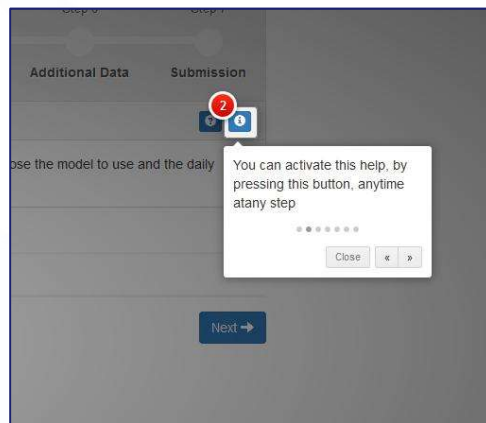 Additional Data Submission
2
ose the model to use and the daily
You can activate this help, by
pressing this button, anytime
atany step
Close « »
Next